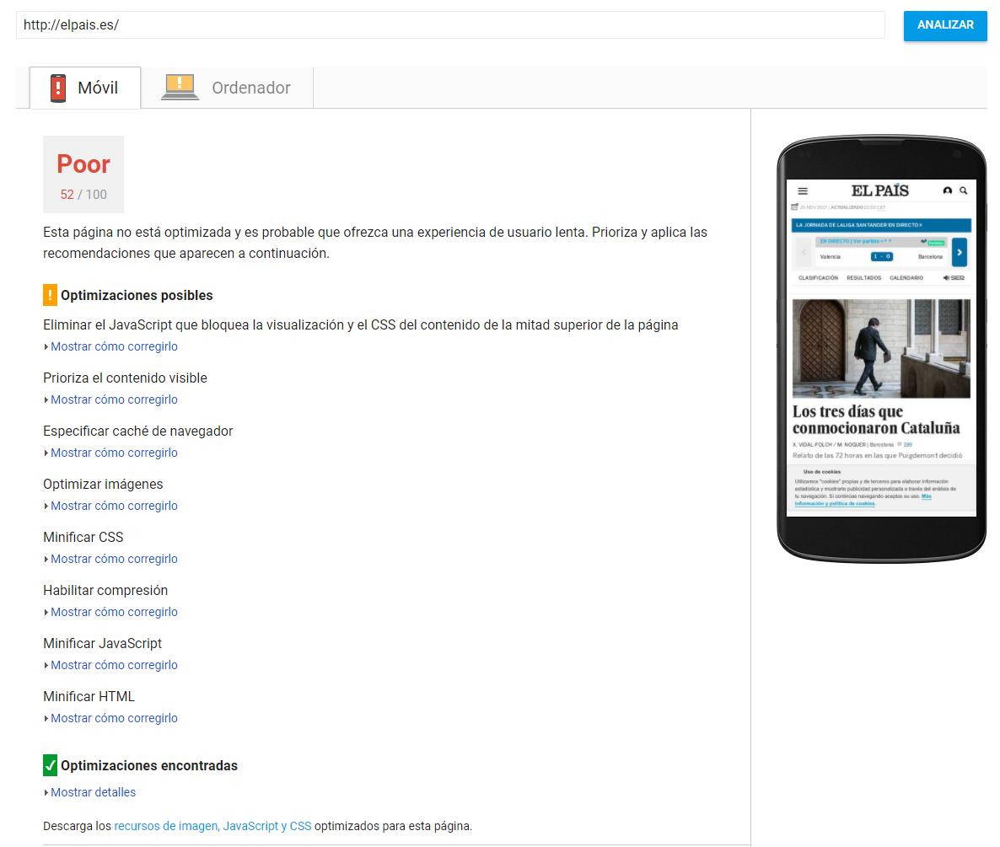 http://elpais.es/
ANALIZAR
Móvil
Ordenador
Poor
52 / 100
Esta página no está optimizada y es probable que ofrezca una experiencia de usuario lenta. Prioriza y aplica las
recomendaciones que aparecen a continuación.
Optimizaciones posibles
Eliminar el JavaScript que bloquea la visualización y el CSS del contenido de la mitad superior de la página
Mostrar cómo corregirlo
Prioriza el contenido visible
Mostrar cómo corregirlo
Especificar caché de navegador
Mostrar cómo corregirlo
Optimizar imágenes
Mostrar cómo corregirlo
Minificar CSS
Mostrar cómo corregirlo
Habilitar compresión
Mostrar cómo corregirlo
Minificar JavaScript
Mostrar cómo corregirlo
Minificar HTML
Mostrar cómo corregirlo
Optimizaciones encontradas
Mostrar detalles
Descarga los recursos de imagen, JavaScript y CSS optimizados para esta página.
EL PAÍS
26 NOV 2017 | ACTUALIZADO CET
LA JORNADA DE LALIGA SANTANDER EN DIRECTO »
EN DIRECTO | Ver partido
Valencia
1 - 0
Barcelona
CLASIFICACIÓN RESULTADOS CALENDARIO SER
Los tres días que
conmocionaron Cataluña
X. VIDAL-FOLCH / M. NOGUER | Barcelona 199
Relato de las 72 horas en las que Puigdemont decidió
Uso de cookies
Utilizamos "cookies" propias y de terceros para elaborar información
estadística y mostrarte publicidad personalizada a través del análisis de
tu navegación. Si continúas navegando aceptas su uso. Más
información y política de cookies.